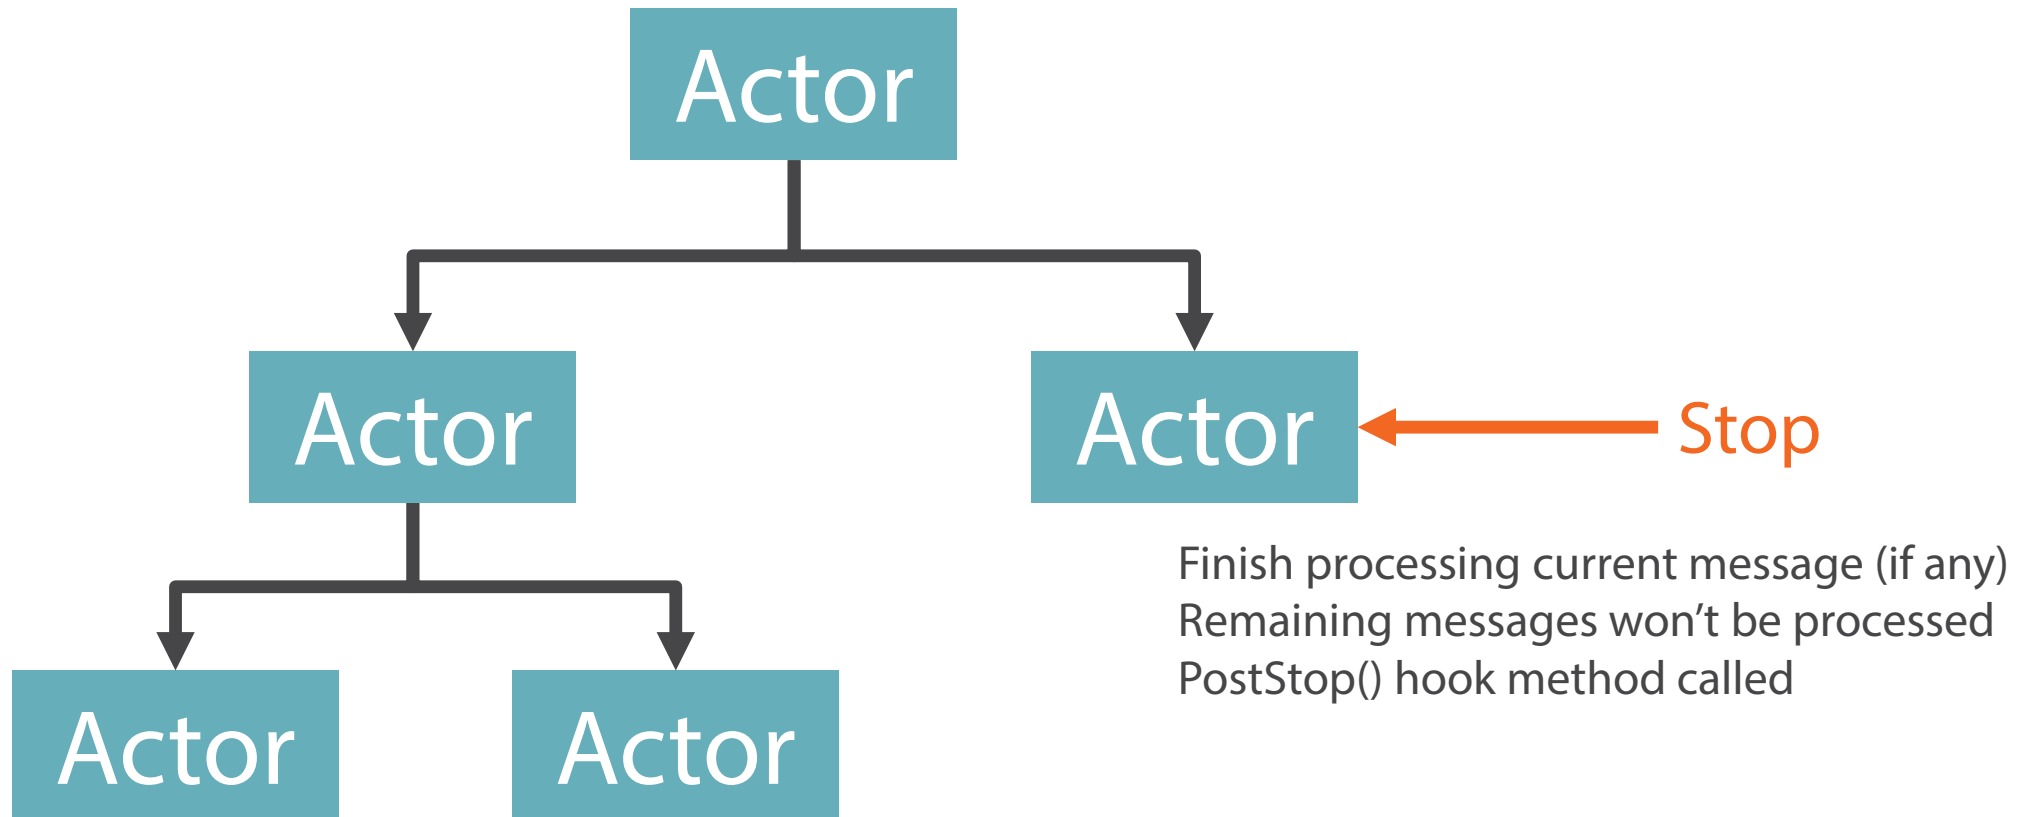 Actor
Actor
Actor
Stop
Finish processing current message (if any)
Remaining messages won’t be processed
PostStop() hook method called
Actor
Actor